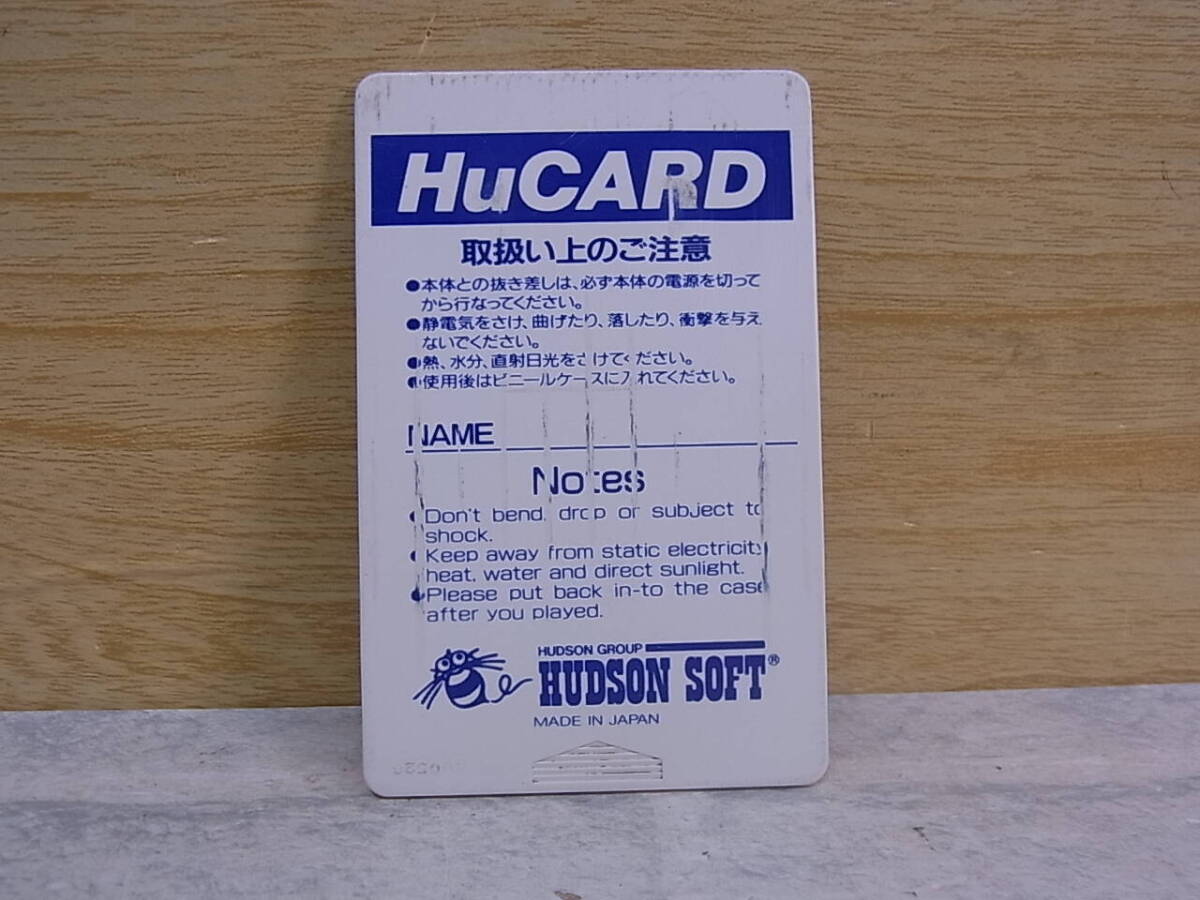 HuCARD
取扱い上のご注意
●本体との抜き差しは、必ず本体の電源を切って
から行なってください。
●静電気をさけ、曲げたり、落したり、衝撃を与え
ないでください。
●熱、水分、直射日光をさけてください。
●使用後はビニールケースに入れてください。
NAME
Notes
●Don't bend, drop or subject to
shock.
●Keep away from static electricity,
heat, water and direct sunlight.
●Please put back in-to the case
after you played.
HUDSON GROUP
HUDSON SOFT®
MADE IN JAPAN